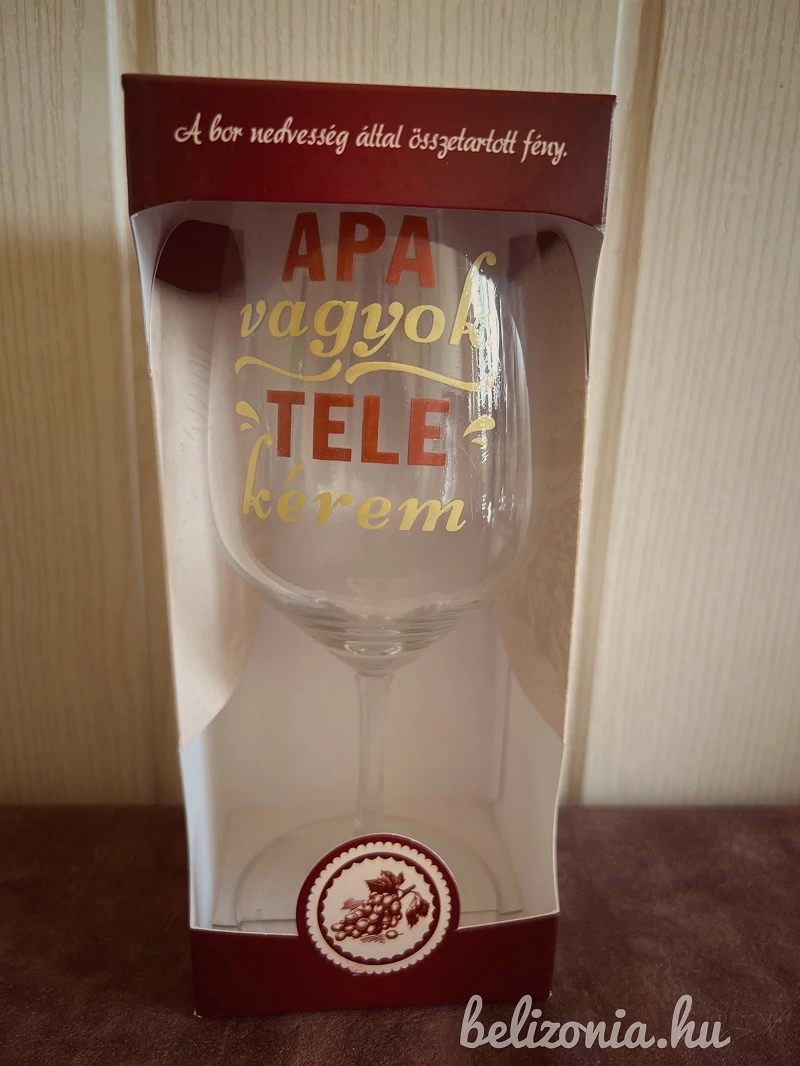 A bor nedvesség által összetartott fény.
APA
vagyok
TELE
kérem
belizonia.hu